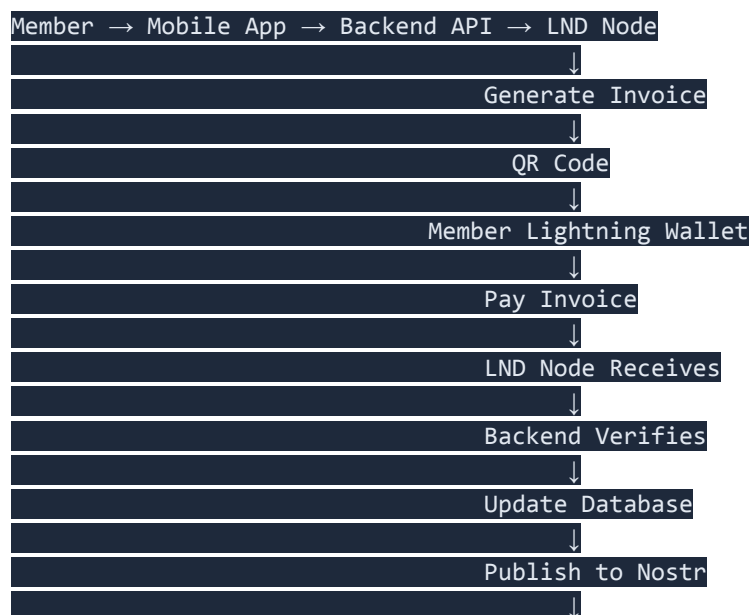 Member → Mobile App → Backend API → LND Node
↓
Generate Invoice
↓
QR Code
↓
Member Lightning Wallet
↓
Pay Invoice
↓
LND Node Receives
↓
Backend Verifies
↓
Update Database
↓
Publish to Nostr
↓